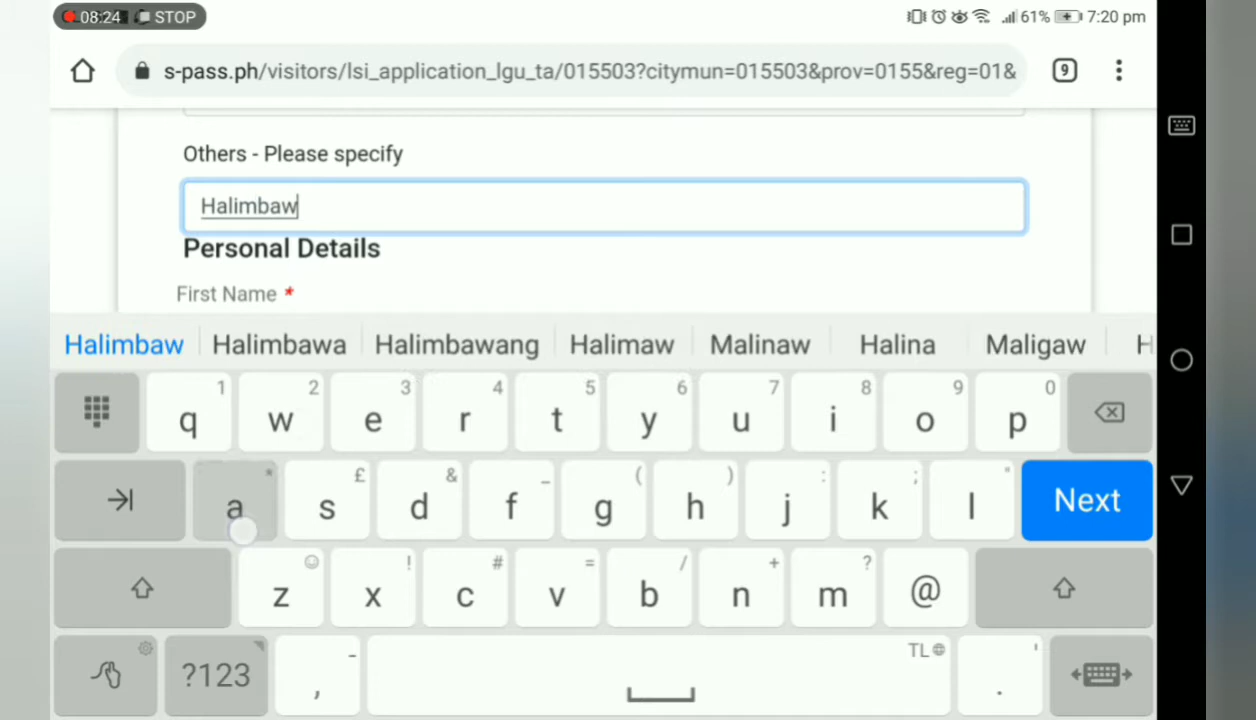 08:24 STOP 61% 7:20 pm
s-pass.ph/visitors/lsi_application_lgu_ta/015503?citymun=015503&prov=0155&reg=01& 9
Others - Please specify
Halimbaw
Personal Details
First Name *
Halimbaw Halimbawa Halimbawang Halimaw Malinaw Halina Maligaw H
1 2 3 4 5 6 7 8 9 0
q w e r t y u i o p
* £ & _ ( ) : ; "
a s d f g h j k l Next
! # = / + ?
z x c v b n m @
?123 , - TL . '